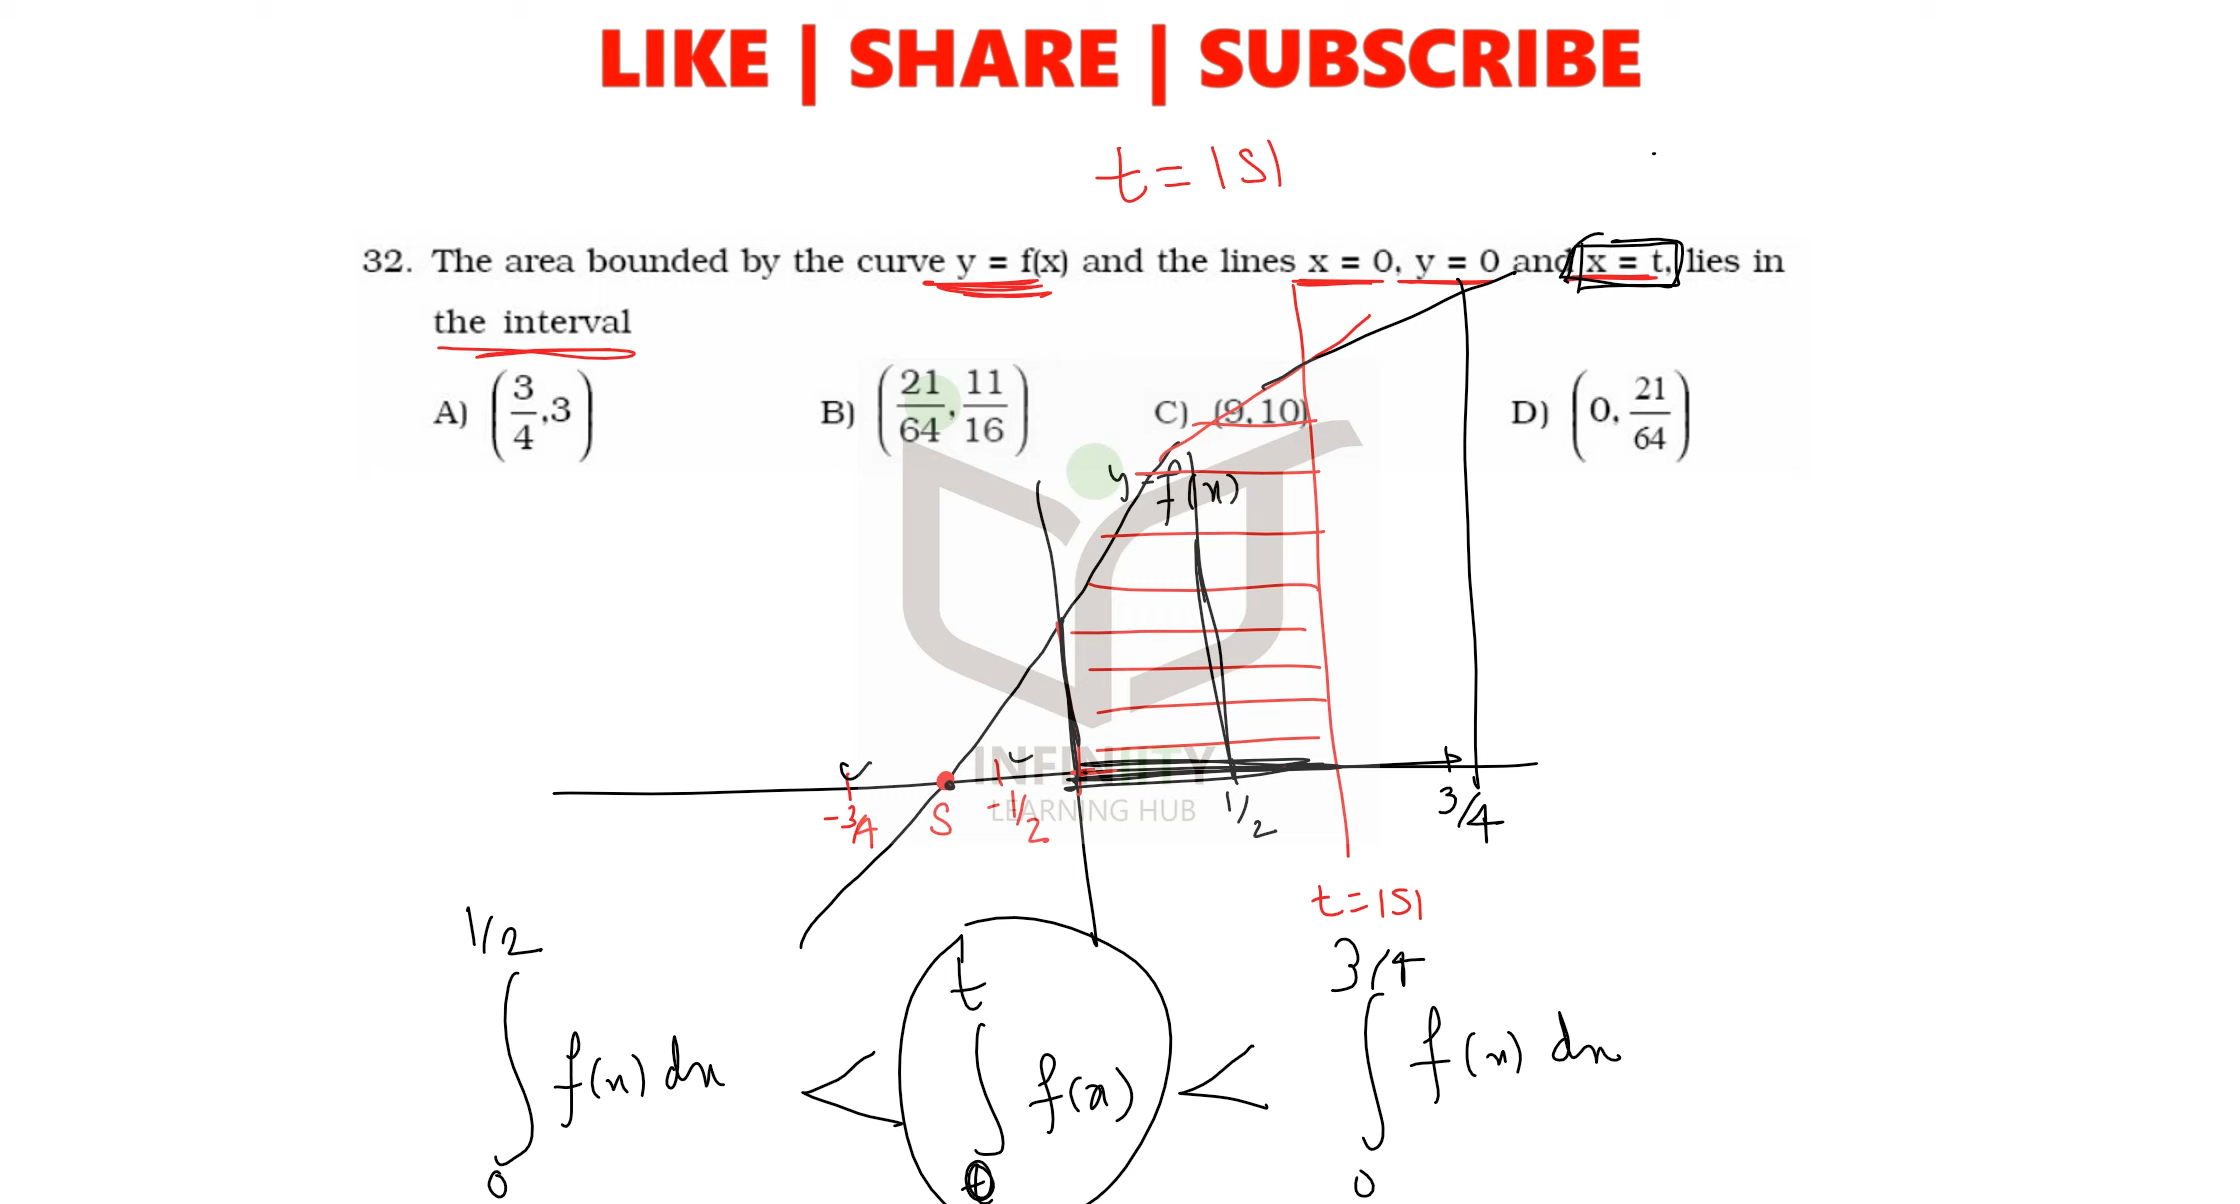 LIKE | SHARE | SUBSCRIBE
t = |S|
32. The area bounded by the curve y = f(x) and the lines x = 0, y = 0 and x = t, lies in
the interval
A) (3/4, 3) B) (21/64, 11/16) C) (9, 10) D) (0, 21/64)
y = f(x)
INFINIITY
LEARNING HUB
-3/4 S -1/2 1/2 3/4
t = |S|
1/2 t 3/4
∫ f(x) dx < ∫ f(x) < ∫ f(x) dx
0 0 0